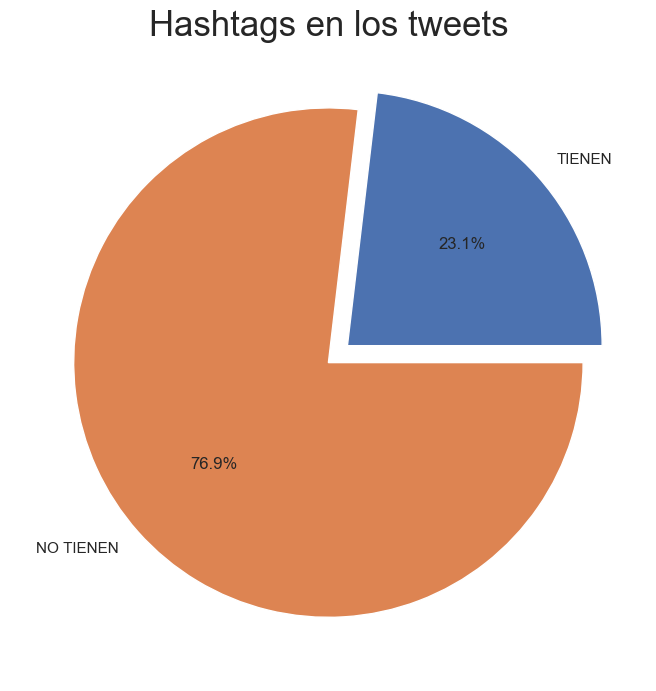 Hashtags en los tweets
TIENEN
23.1%
76.9%
NO TIENEN